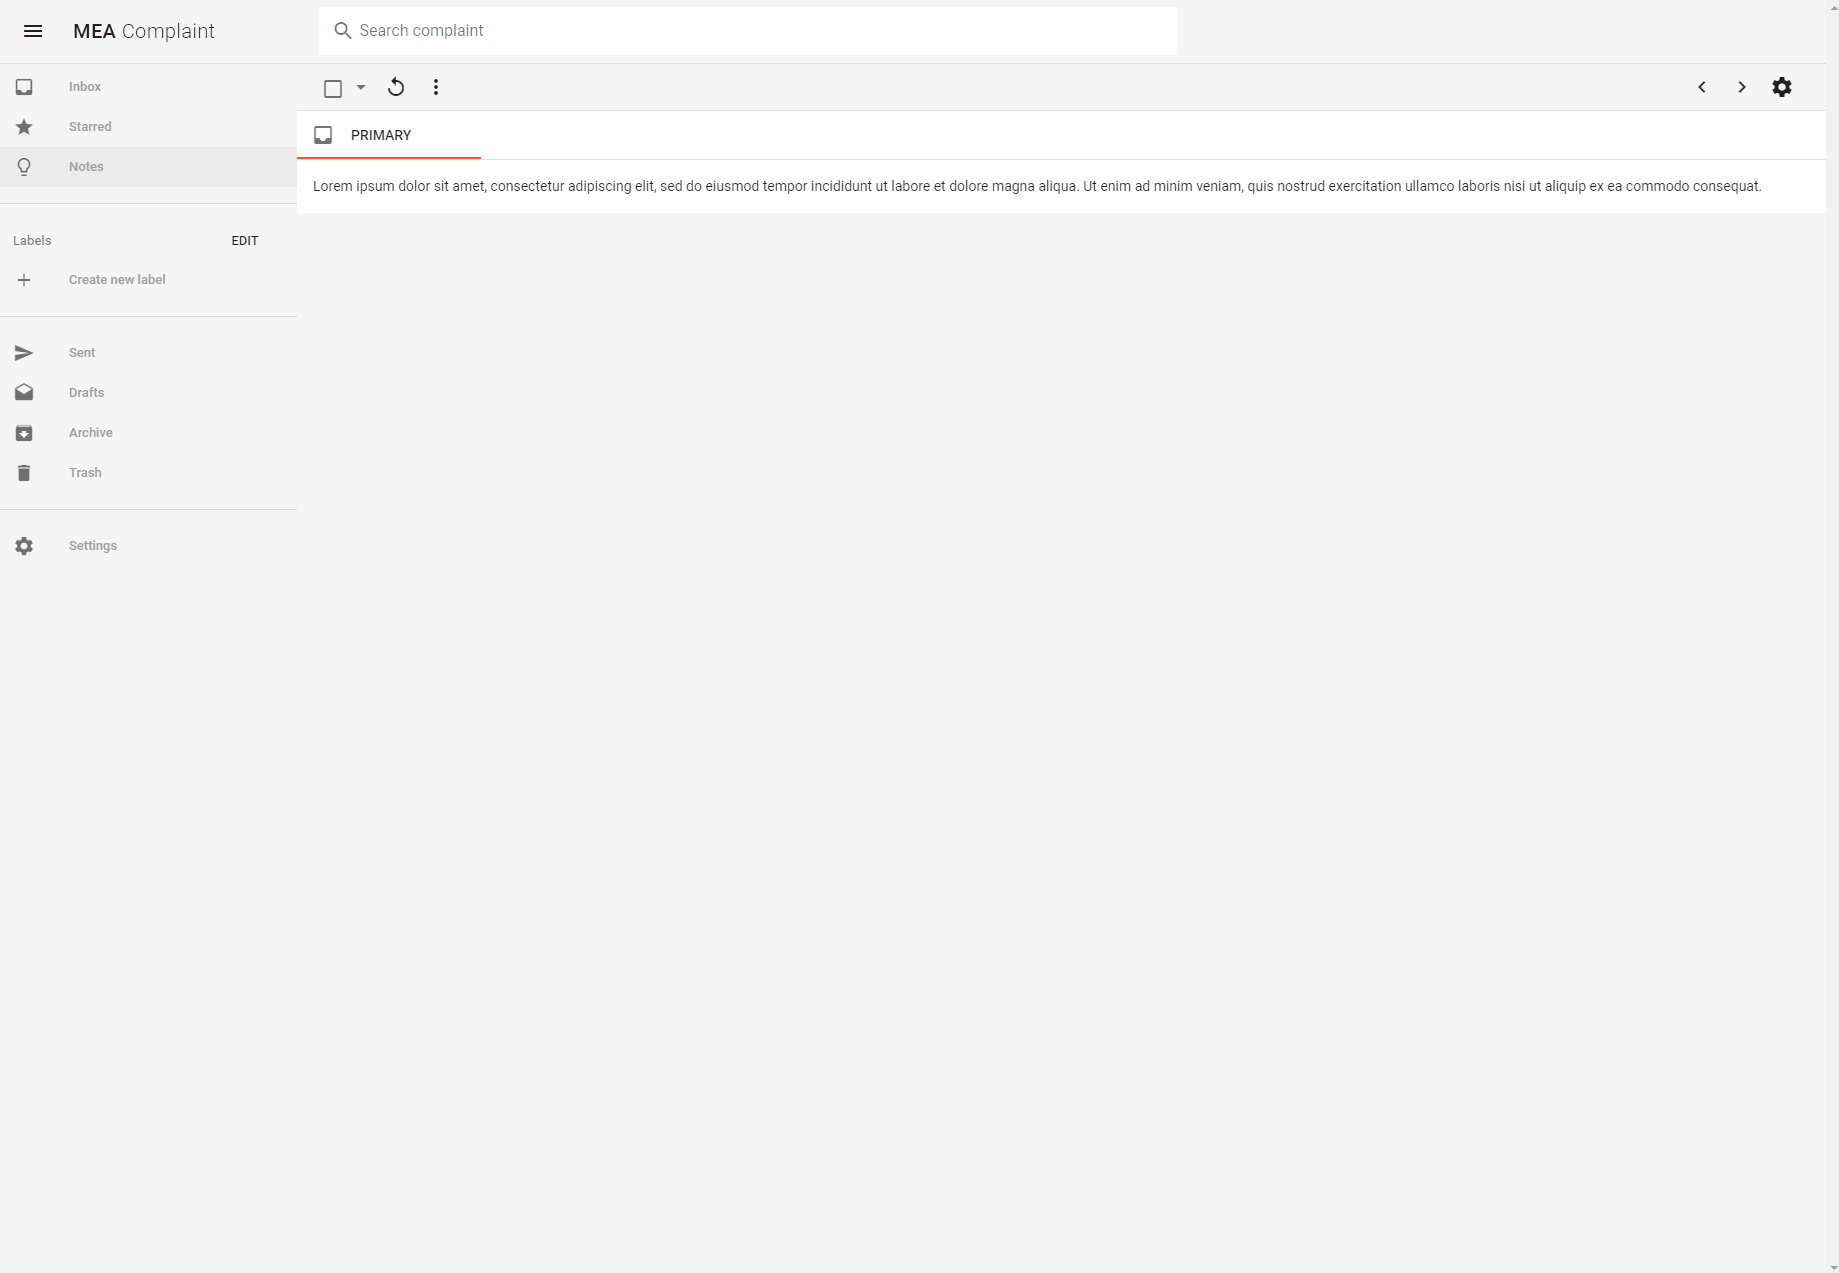 MEA Complaint
Search complaint
Inbox
Starred
Notes
Labels EDIT
Create new label
Sent
Drafts
Archive
Trash
Settings
PRIMARY
Lorem ipsum dolor sit amet, consectetur adipiscing elit, sed do eiusmod tempor incididunt ut labore et dolore magna aliqua. Ut enim ad minim veniam, quis nostrud exercitation ullamco laboris nisi ut aliquip ex ea commodo consequat.